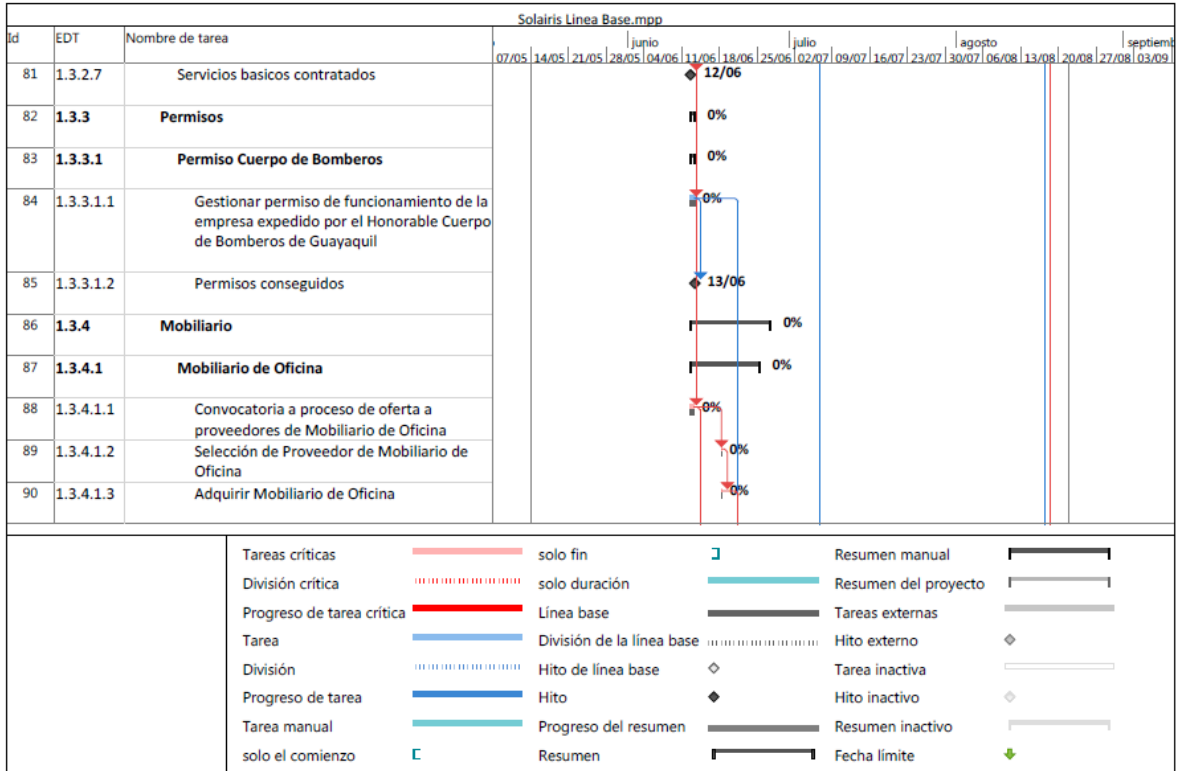 Solairis Linea Base.mpp
Id EDT Nombre de tarea
junio julio agosto septiemb
07/05 14/05 21/05 28/05 04/06 11/06 18/06 25/06 02/07 09/07 16/07 23/07 30/07 06/08 13/08 20/08 27/08 03/09
81 1.3.2.7 Servicios basicos contratados 12/06
82 1.3.3 Permisos 0%
83 1.3.3.1 Permiso Cuerpo de Bomberos 0%
84 1.3.3.1.1 Gestionar permiso de funcionamiento de la 0%
empresa expedido por el Honorable Cuerpo
de Bomberos de Guayaquil
85 1.3.3.1.2 Permisos conseguidos 13/06
86 1.3.4 Mobiliario 0%
87 1.3.4.1 Mobiliario de Oficina 0%
88 1.3.4.1.1 Convocatoria a proceso de oferta a 0%
proveedores de Mobiliario de Oficina
89 1.3.4.1.2 Selección de Proveedor de Mobiliario de 0%
Oficina
90 1.3.4.1.3 Adquirir Mobiliario de Oficina 0%
Tareas críticas solo fin Resumen manual
División crítica solo duración Resumen del proyecto
Progreso de tarea crítica Línea base Tareas externas
Tarea División de la línea base Hito externo
División Hito de línea base Tarea inactiva
Progreso de tarea Hito Hito inactivo
Tarea manual Progreso del resumen Resumen inactivo
solo el comienzo Resumen Fecha límite